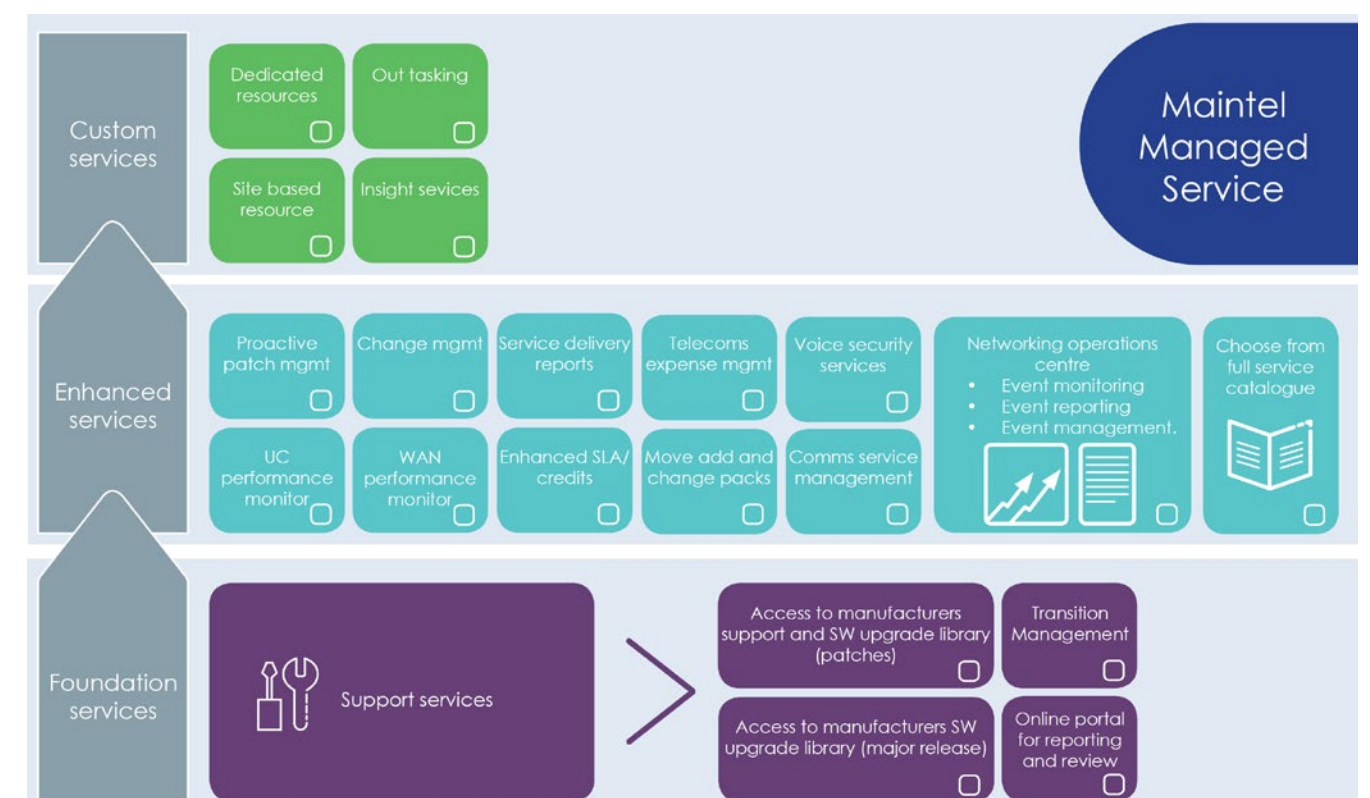 Custom
services
Dedicated
resources
Out tasking
Site based
resource
Insight sevices
Maintel
Managed
Service
Enhanced
services
Proactive
patch mgmt
Change mgmt
Service delivery
reports
Telecoms
expense mgmt
Voice security
services
Networking operations
centre
• Event monitoring
• Event reporting
• Event management.
Choose from
full service
catalogue
UC
performance
monitor
WAN
performance
monitor
Enhanced SLA/
credits
Move add and
change packs
Comms service
management
Foundation
services
Support services
Access to manufacturers
support and SW upgrade library
(patches)
Transition
Management
Access to manufacturers SW
upgrade library (major release)
Online portal
for reporting
and review